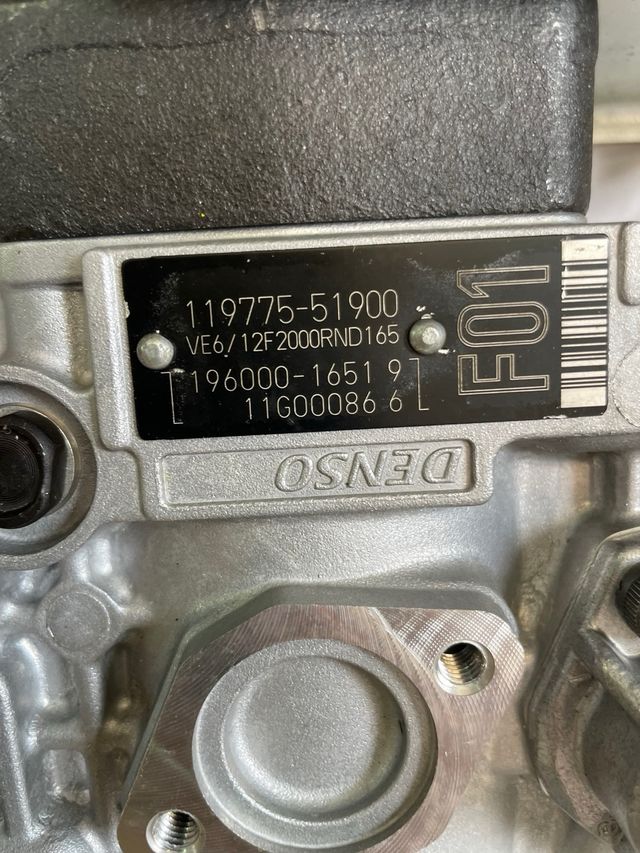 119775-51900
VE6/12F2000RND165
196000-1651 9
11G00086 6
F01
DENSO